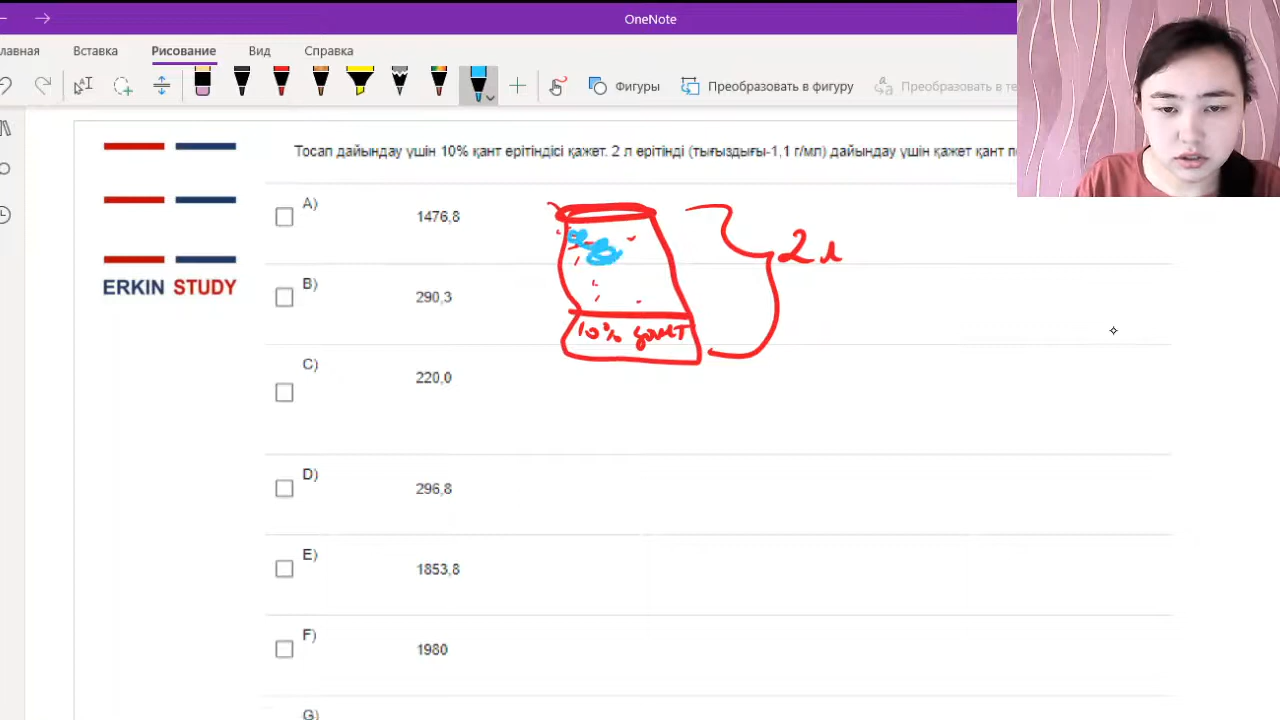 OneNote
лавная Вставка Рисование Вид Справка
Фигуры Преобразовать в фигуру Преобразовать в те
Тосап дайындау үшін 10% қант ерітіндісі қажет. 2 л ерітінді (тығыздығы-1,1 г/мл) дайындау үшін қажет қант
A) 1476,8
2 л
ERKIN STUDY
B) 290,3
10%
C) 220,0
D) 296,8
E) 1853,8
F) 1980
G)